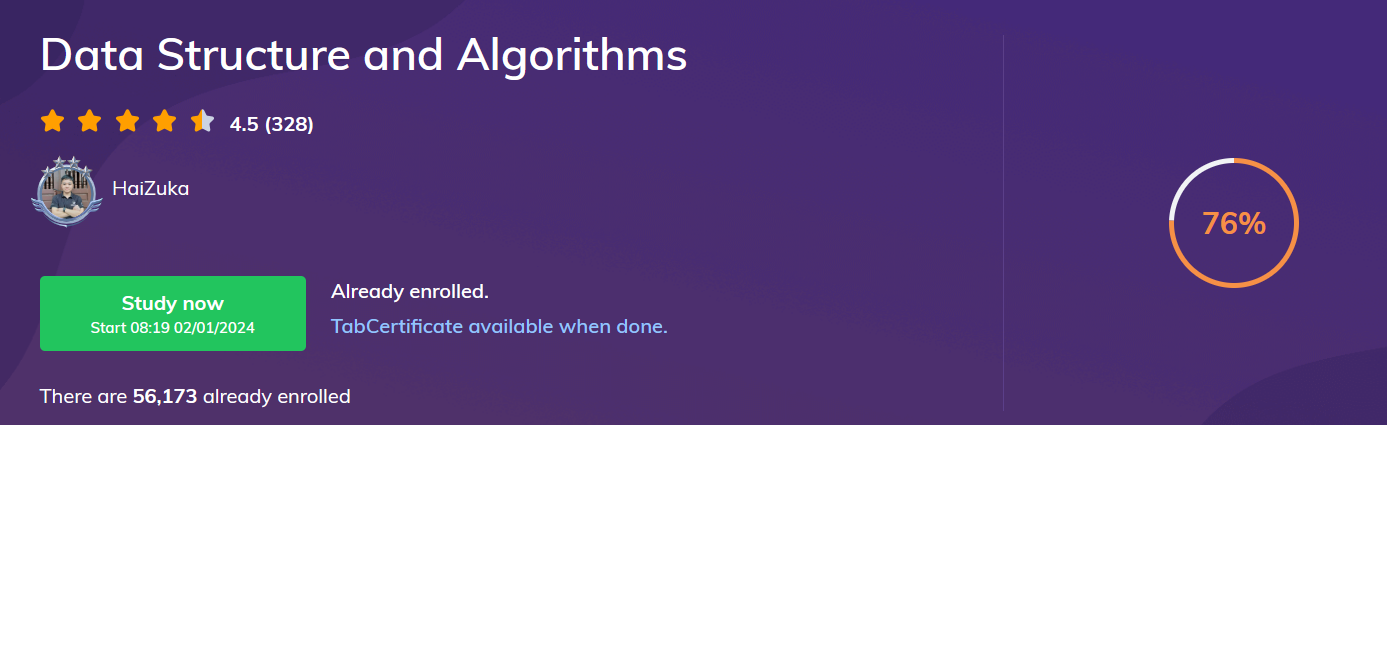 Data Structure and Algorithms
4.5 (328)
HaiZuka
Study now
Start 08:19 02/01/2024
Already enrolled.
TabCertificate available when done.
There are 56,173 already enrolled
76%